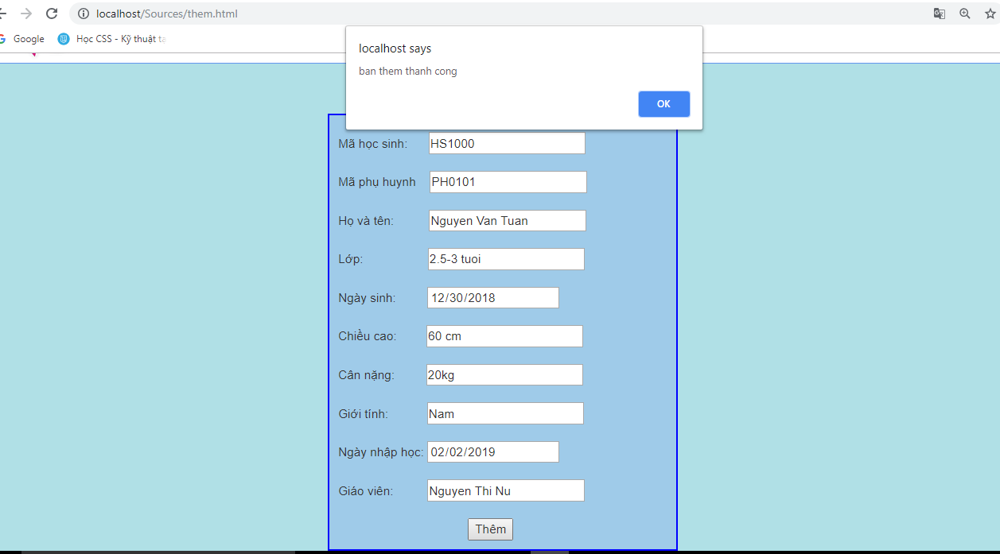 localhost/Sources/them.html
Google Học CSS - Kỹ thuật
localhost says
ban them thanh cong
OK
Mã học sinh: HS1000
Mã phụ huynh PH0101
Họ và tên: Nguyen Van Tuan
Lớp: 2.5-3 tuoi
Ngày sinh: 12/30/2018
Chiều cao: 60 cm
Cân nặng: 20kg
Giới tính: Nam
Ngày nhập học: 02/02/2019
Giáo viên: Nguyen Thi Nu
Thêm